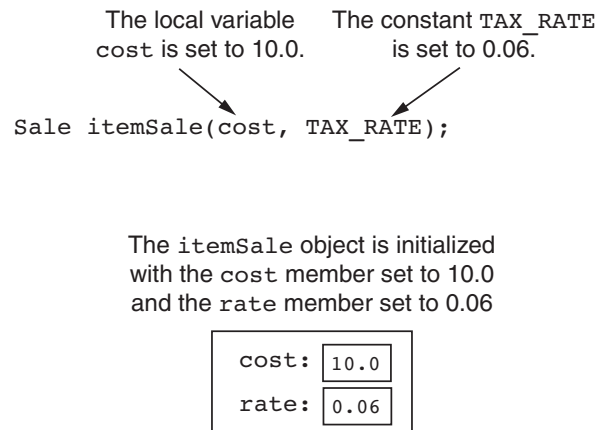 The local variable
cost is set to 10.0.
The constant TAX_RATE
is set to 0.06.
Sale itemSale(cost, TAX_RATE);
The itemSale object is initialized
with the cost member set to 10.0
and the rate member set to 0.06
cost: 10.0
rate: 0.06